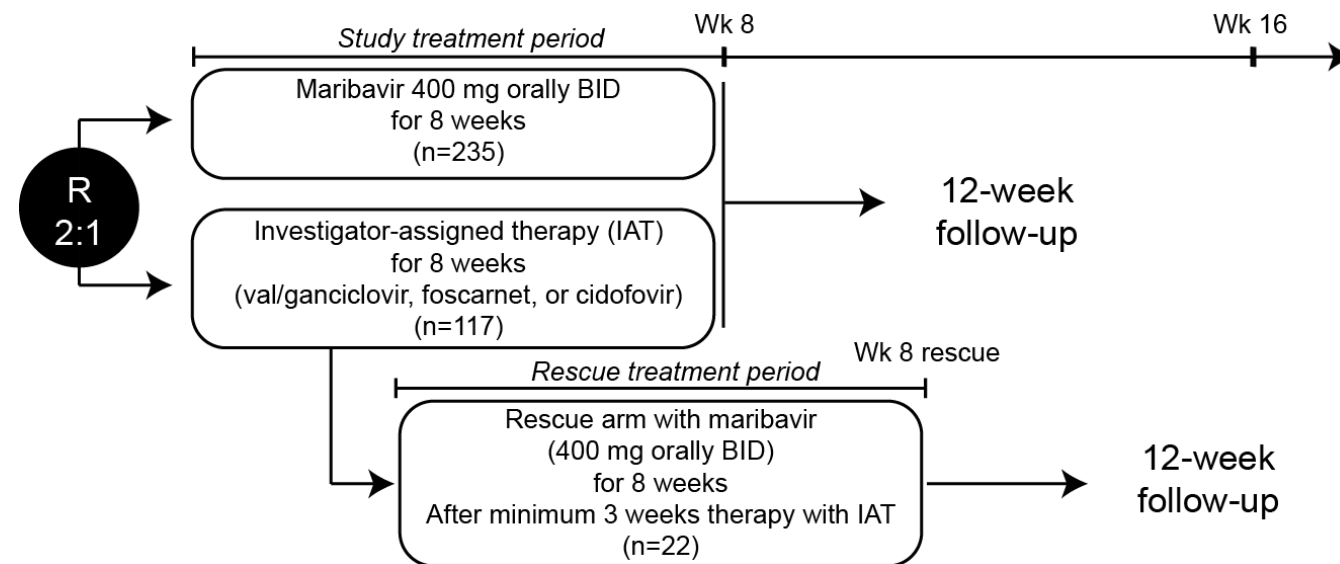 Study treatment period
Wk 8
Wk 16
R
2:1
Maribavir 400 mg orally BID
for 8 weeks
(n=235)
Investigator-assigned therapy (IAT)
for 8 weeks
(val/ganciclovir, foscarnet, or cidofovir)
(n=117)
12-week
follow-up
Rescue treatment period
Wk 8 rescue
Rescue arm with maribavir
(400 mg orally BID)
for 8 weeks
After minimum 3 weeks therapy with IAT
(n=22)
12-week
follow-up